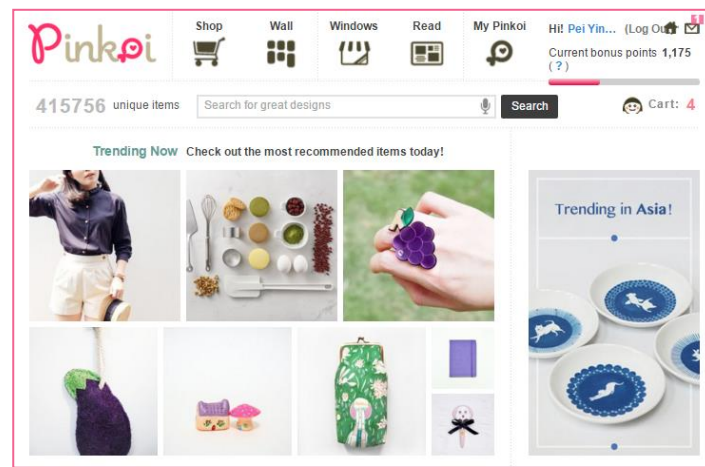 Pinkoi
Shop
Wall
Windows
Read
My Pinkoi
Hi! Pei Yin... (Log Out
1
Current bonus points 1,175
( ? )
415756 unique items
Search for great designs
Search
Cart: 4
Trending Now Check out the most recommended items today!
Trending in Asia!